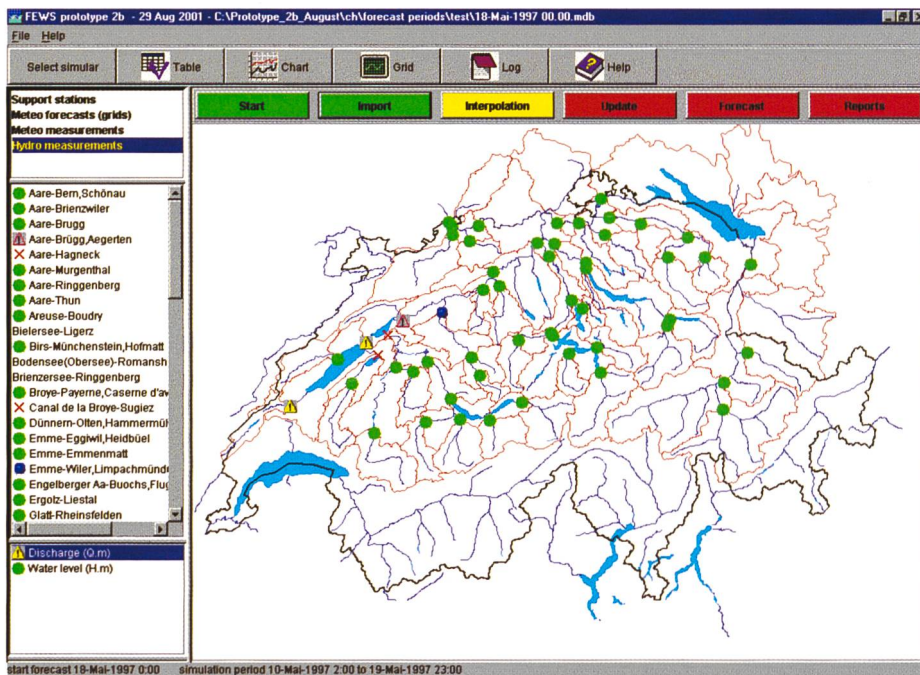 FEWS prototype 2b - 29 Aug 2001 - C:\Prototype_2b_August\ch\forecast periods\test\18-Mai-1997 00.00.mdb
File Help
Select simular Table Chart Grid Log Help
Support stations
Meteo forecasts (grids)
Meteo measurements
Hydro measurements
Start Import Interpolation Update Forecast Reports
Aare-Bern,Schönau
Aare-Brienzwiler
Aare-Brugg
Aare-Brügg,Aegerten
Aare-Hagneck
Aare-Murgenthal
Aare-Ringgenberg
Aare-Thun
Areuse-Boudry
Bielersee-Ligerz
Birs-Münchenstein,Hofmatt
Bodensee(Obersee)-Romansh
Brienzersee-Ringgenberg
Broye-Payerne,Caserne d'av
Canal de la Broye-Sugiez
Dünnern-Olten,Hammermüh
Emme-Eggiwil,Heidbüel
Emme-Emmenmatt
Emme-Wiler,Limpachmünde
Engelberger Aa-Buochs,Flug
Ergolz-Liestal
Glatt-Rheinsfelden
Discharge (Q.m)
Water level (H.m)
start forecast 18-Mai-1997 0:00 simulation period 10-Mai-1997 2:00 to 19-Mai-1997 23:00